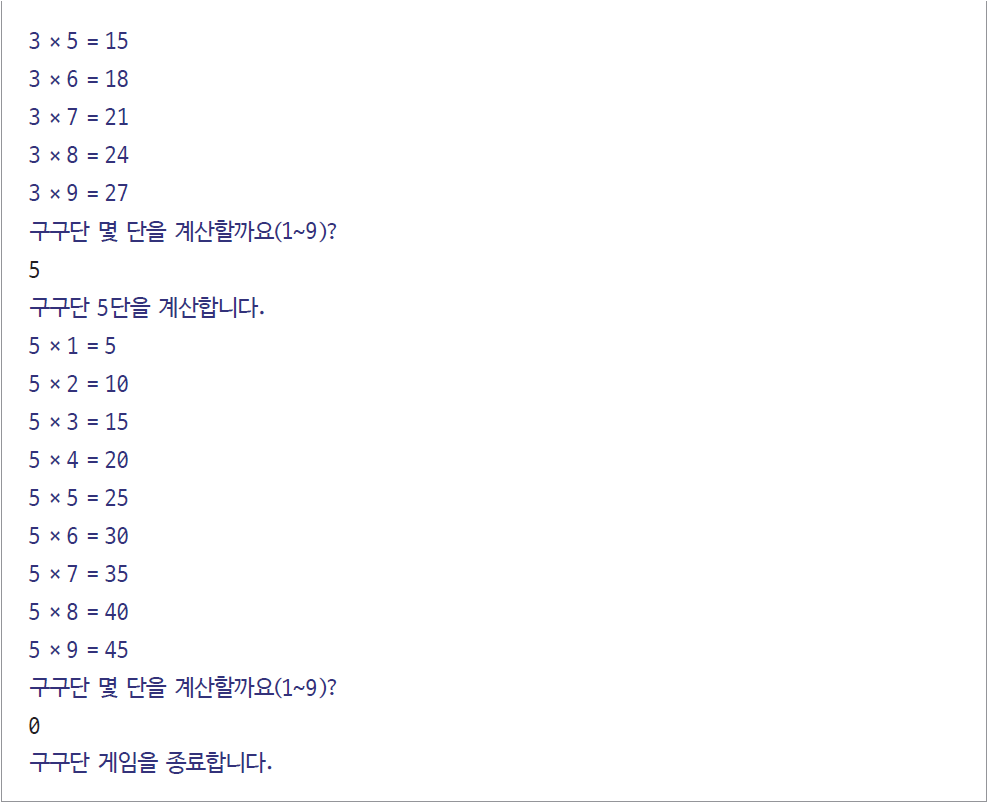 3 × 5 = 15
3 × 6 = 18
3 × 7 = 21
3 × 8 = 24
3 × 9 = 27
구구단 몇 단을 계산할까요(1~9)?
5
구구단 5단을 계산합니다.
5 × 1 = 5
5 × 2 = 10
5 × 3 = 15
5 × 4 = 20
5 × 5 = 25
5 × 6 = 30
5 × 7 = 35
5 × 8 = 40
5 × 9 = 45
구구단 몇 단을 계산할까요(1~9)?
0
구구단 게임을 종료합니다.